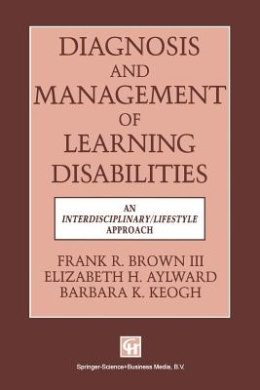 DIAGNOSIS
AND
MANAGEMENT
OF
LEARNING
DISABILITIES
AN
INTERDISCIPLINARY/LIFESTYLE
APPROACH
FRANK R. BROWN III
ELIZABETH H. AYLWARD
BARBARA K. KEOGH
CH
Springer-Science+Business Media, B.V.